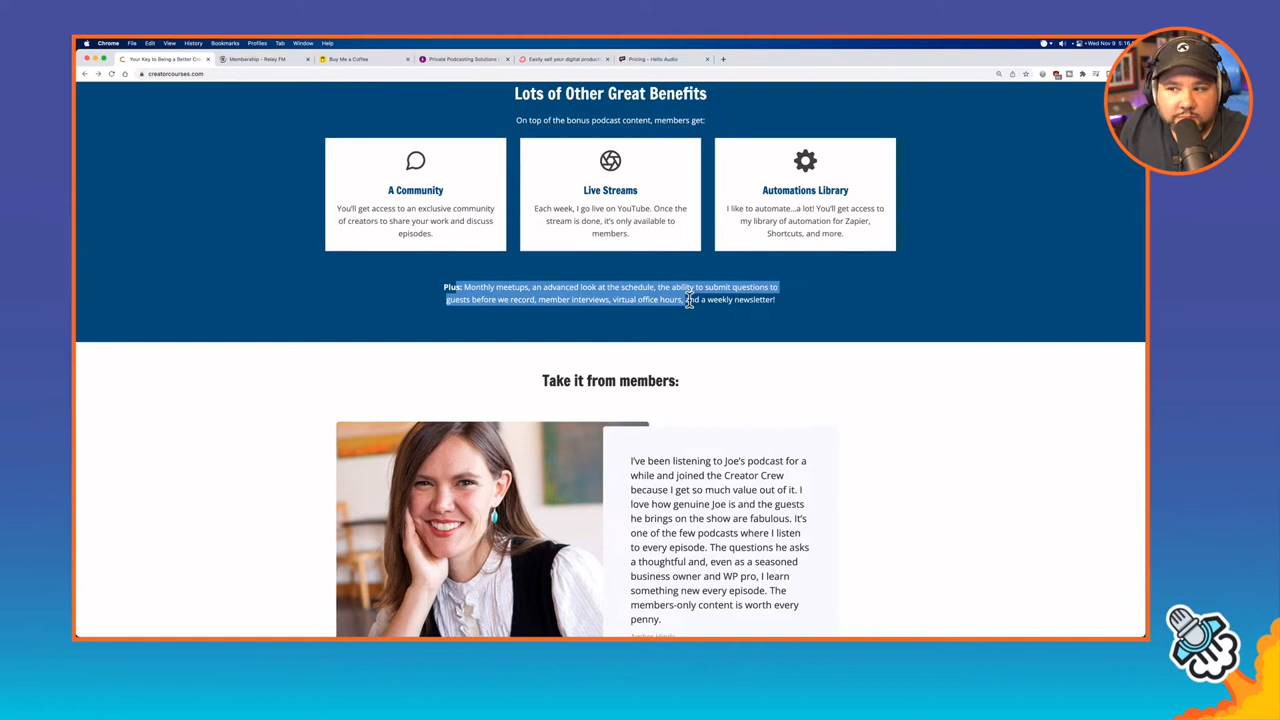 Chrome File Edit View History Bookmarks Profiles Tab Window Help
Wed Nov 9 5:16
Your Key to Being a Better Cre
Membership - Relay FM
Buy Me a Coffee
Private Podcasting Solutions
Easily sell your digital produc
Pricing - Hello Audio
creatorcourses.com
Lots of Other Great Benefits
On top of the bonus podcast content, members get:
A Community
You'll get access to an exclusive community
of creators to share your work and discuss
episodes.
Live Streams
Each week, I go live on YouTube. Once the
stream is done, it's only available to
members.
Automations Library
I like to automate...a lot! You'll get access to
my library of automation for Zapier,
Shortcuts, and more.
Plus: Monthly meetups, an advanced look at the schedule, the ability to submit questions to
guests before we record, member interviews, virtual office hours, and a weekly newsletter!
Take it from members:
I've been listening to Joe's podcast for a
while and joined the Creator Crew
because I get so much value out of it. I
love how genuine Joe is and the guests
he brings on the show are fabulous. It's
one of the few podcasts where I listen
to every episode. The questions he asks
a thoughtful and, even as a seasoned
business owner and WP pro, I learn
something new every episode. The
members-only content is worth every
penny.